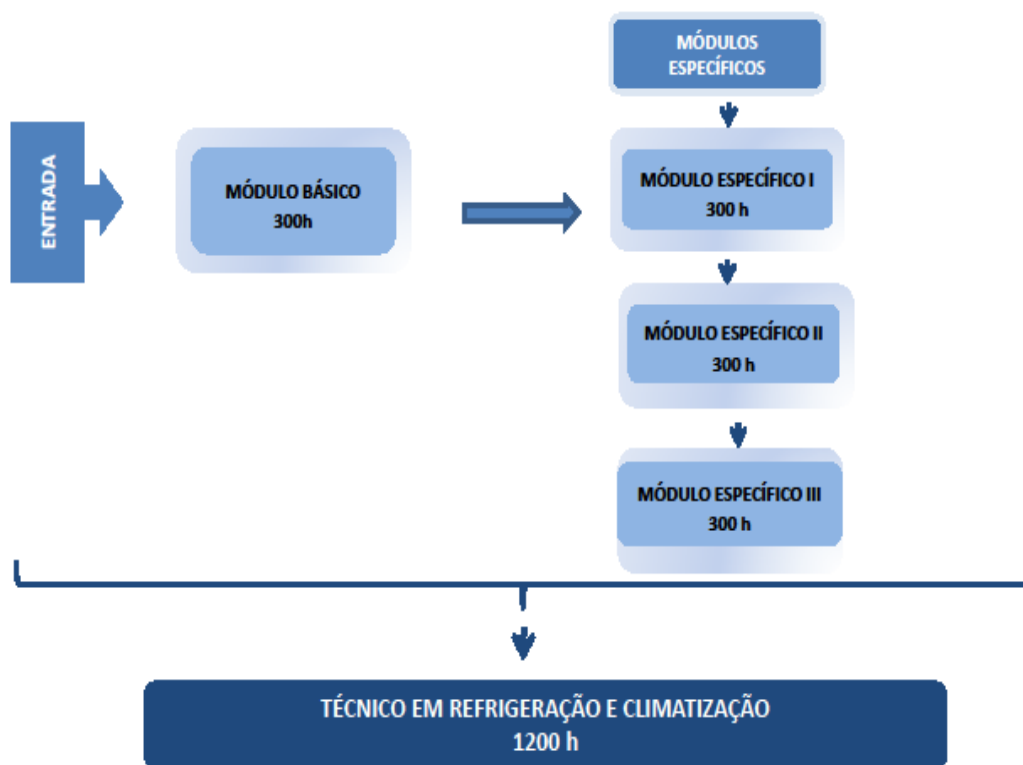 ENTRADA
MÓDULO BÁSICO
300h
MÓDULOS
ESPECÍFICOS
MÓDULO ESPECÍFICO I
300 h
MÓDULO ESPECÍFICO II
300 h
MÓDULO ESPECÍFICO III
300 h
TÉCNICO EM REFRIGERAÇÃO E CLIMATIZAÇÃO
1200 h